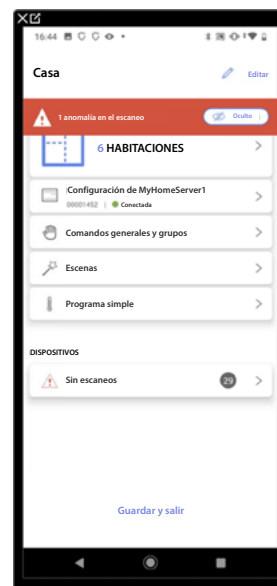 16:44
Casa
Editar
1 anomalía en el escaneo
Oculto
6 HABITACIONES
Configuración de MyHomeServer1
00001452 | Conectada
Comandos generales y grupos
Escenas
Programa simple
DISPOSITIVOS
Sin escaneos
29
Guardar y salir